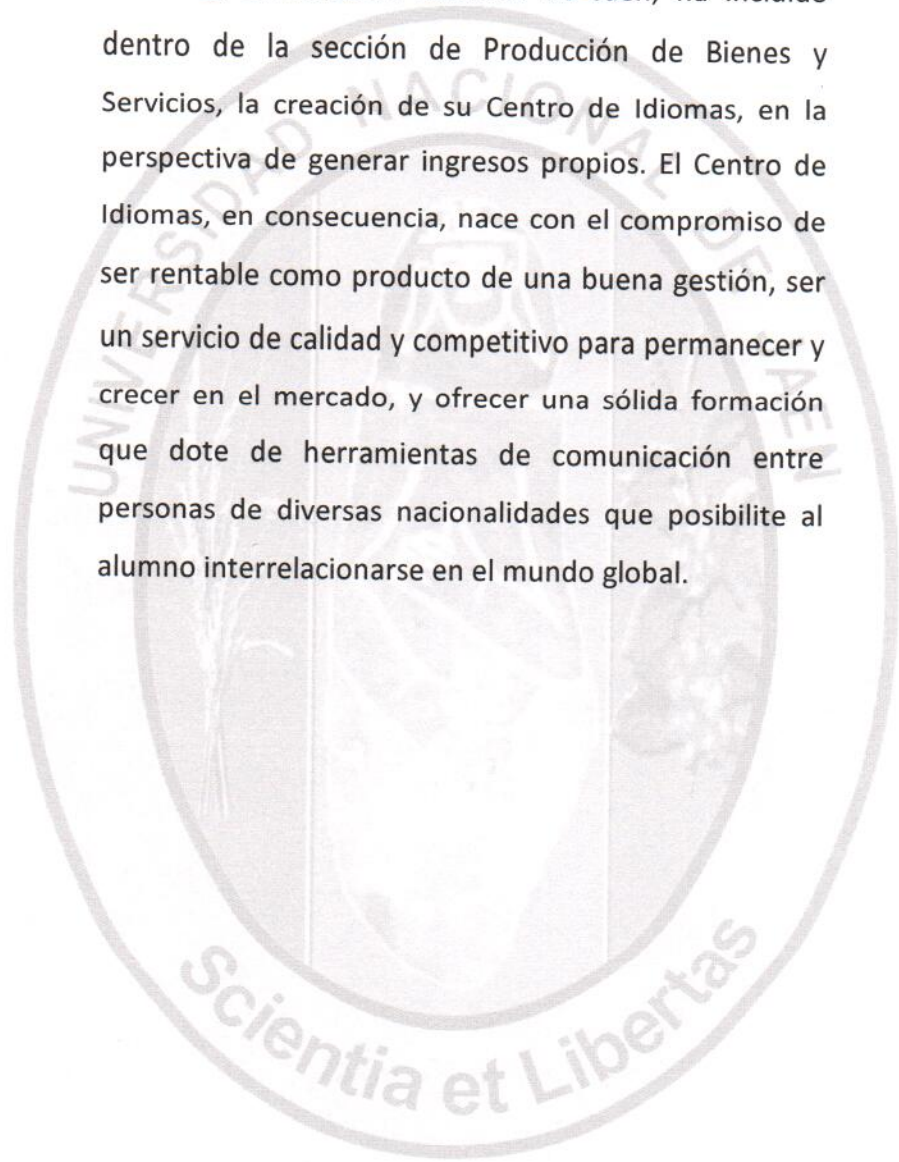 dentro de la sección de Producción de Bienes y
Servicios, la creación de su Centro de Idiomas, en la
perspectiva de generar ingresos propios. El Centro de
Idiomas, en consecuencia, nace con el compromiso de
ser rentable como producto de una buena gestión, ser
un servicio de calidad y competitivo para permanecer y
crecer en el mercado, y ofrecer una sólida formación
que dote de herramientas de comunicación entre
personas de diversas nacionalidades que posibilite al
alumno interrelacionarse en el mundo global.
UNIVERSIDAD NACIONAL DE JAEN
Scientia et Libertas